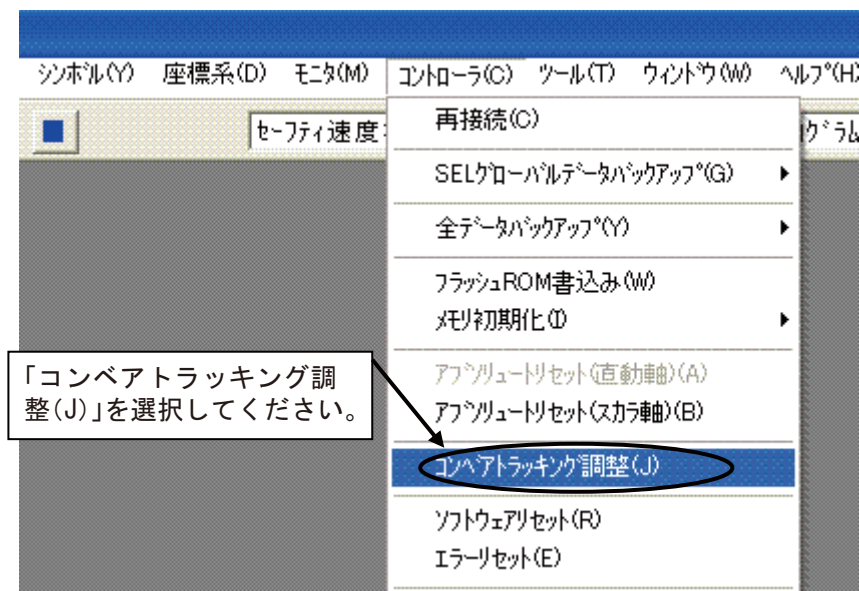 シンボル(Y) 座標系(D) モニタ(M) コントローラ(C) ツール(T) ウィンドウ(W) ヘルプ(H)
セーフティ速度
再接続(C)
SELグローバルデータバックアップ(G)
全データバックアップ(Y)
フラッシュROM書込み(W)
メモリ初期化(I)
アブソリュートリセット(直動軸)(A)
アブソリュートリセット(スカラ軸)(B)
コンベアトラッキング調整(J)
ソフトウェアリセット(R)
エラーリセット(E)
「コンベアトラッキング調
整(J)」を選択してください。